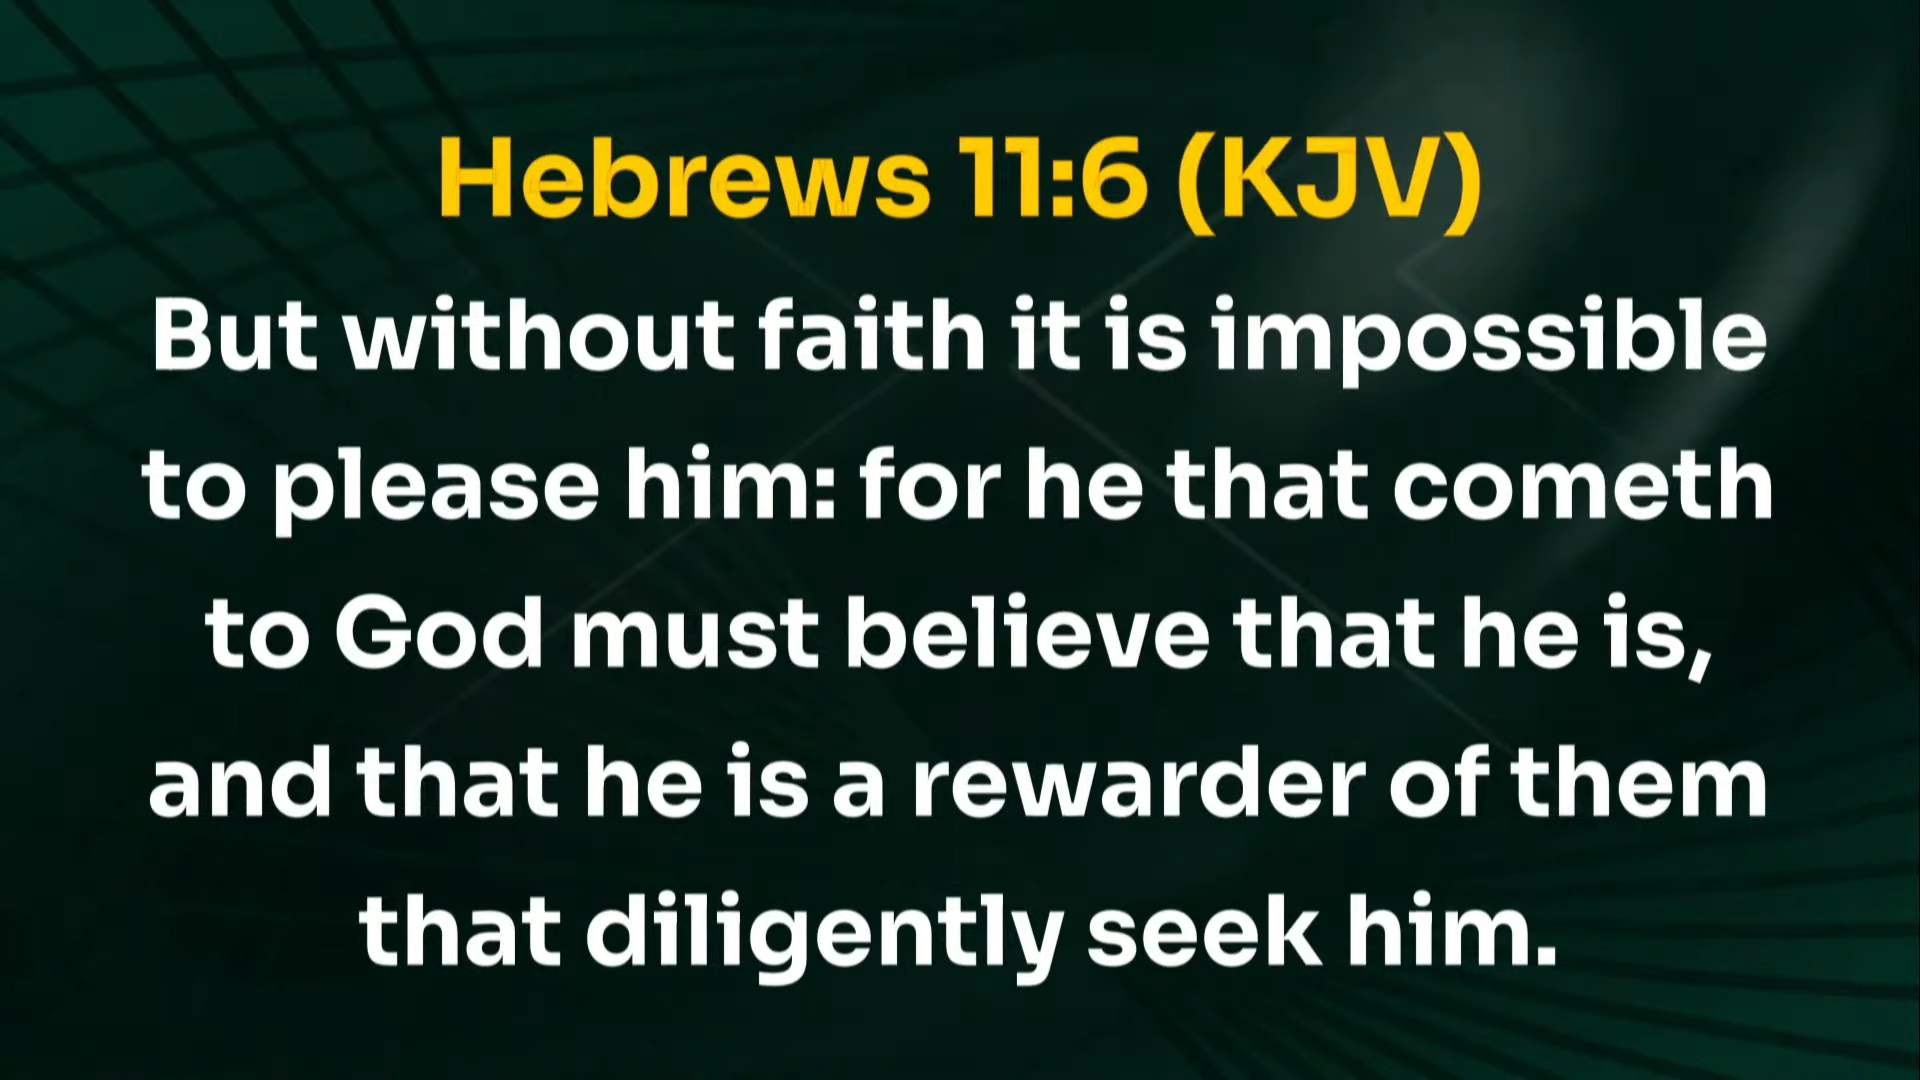 Hebrews 11:6 (KJV)
But without faith it is impossible
to please him: for he that cometh
to God must believe that he is,
and that he is a rewarder of them
that diligently seek him.